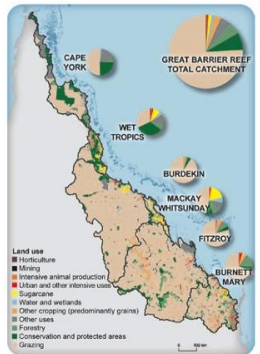 CAPE
YORK
GREAT BARRIER REEF
TOTAL CATCHMENT
WET
TROPICS
BURDEKIN
MACKAY
WHITSUNDAY
FITZROY
BURNETT
MARY
Land use
Horticulture
Mining
Intensive animal production
Urban and other intensive uses
Sugarcane
Water and wetlands
Other cropping (predominantly grains)
Other uses
Forestry
Conservation and protected areas
Grazing